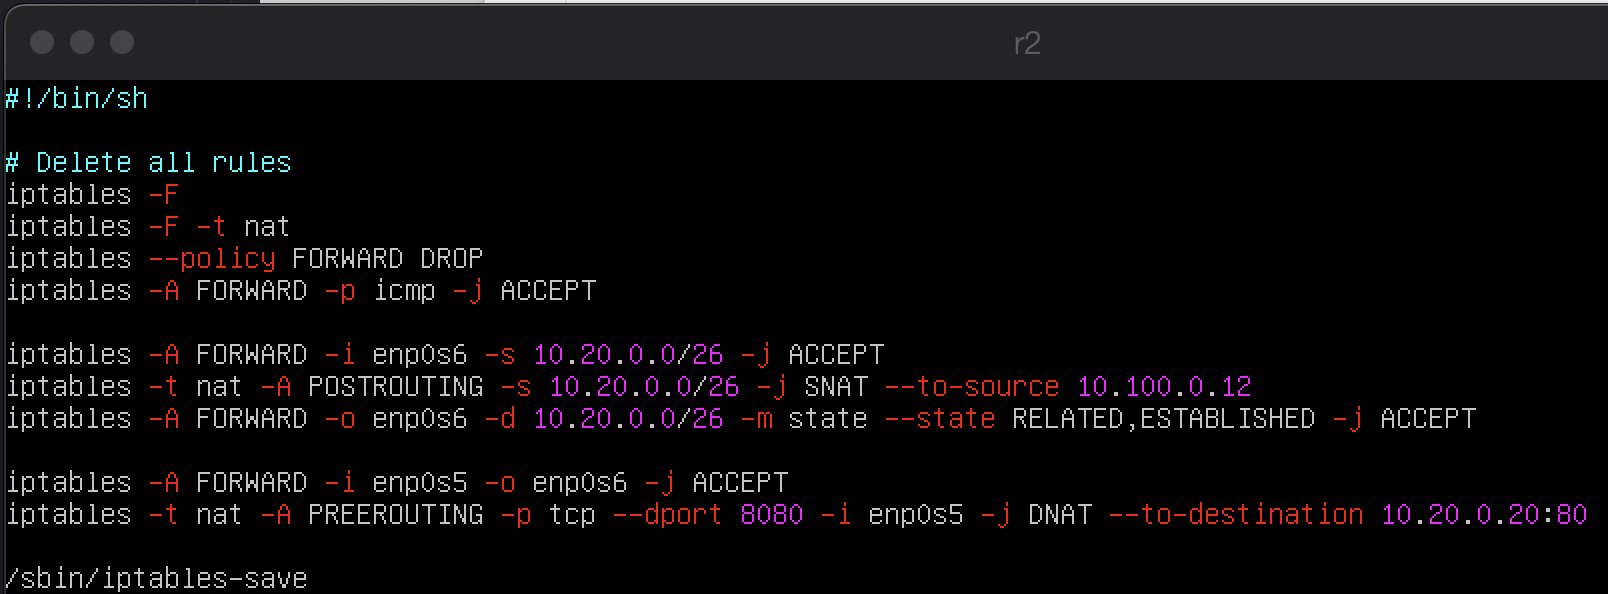 r2
#!/bin/sh
# Delete all rules
iptables -F
iptables -F -t nat
iptables --policy FORWARD DROP
iptables -A FORWARD -p icmp -j ACCEPT
iptables -A FORWARD -i enp0s6 -s 10.20.0.0/26 -j ACCEPT
iptables -t nat -A POSTROUTING -s 10.20.0.0/26 -j SNAT --to-source 10.100.0.12
iptables -A FORWARD -o enp0s6 -d 10.20.0.0/26 -m state --state RELATED,ESTABLISHED -j ACCEPT
iptables -A FORWARD -i enp0s5 -o enp0s6 -j ACCEPT
iptables -t nat -A PREEROUTING -p tcp --dport 8080 -i enp0s5 -j DNAT --to-destination 10.20.0.20:80
/sbin/iptables-save